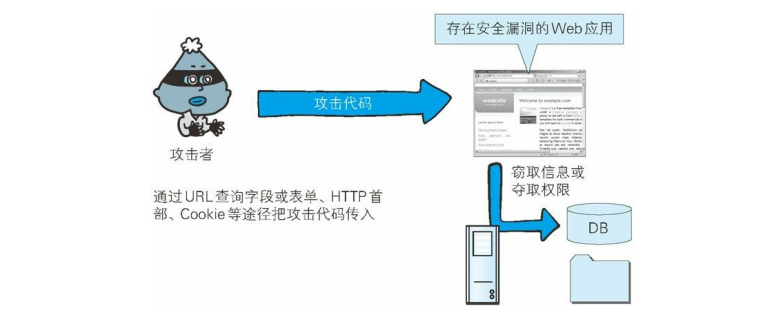 存在安全漏洞的Web应用
攻击代码
weaksite
Welcome to example.com
攻击者
窃取信息或
夺取权限
通过URL查询字段或表单、HTTP首
部、Cookie等途径把攻击代码传入
DB